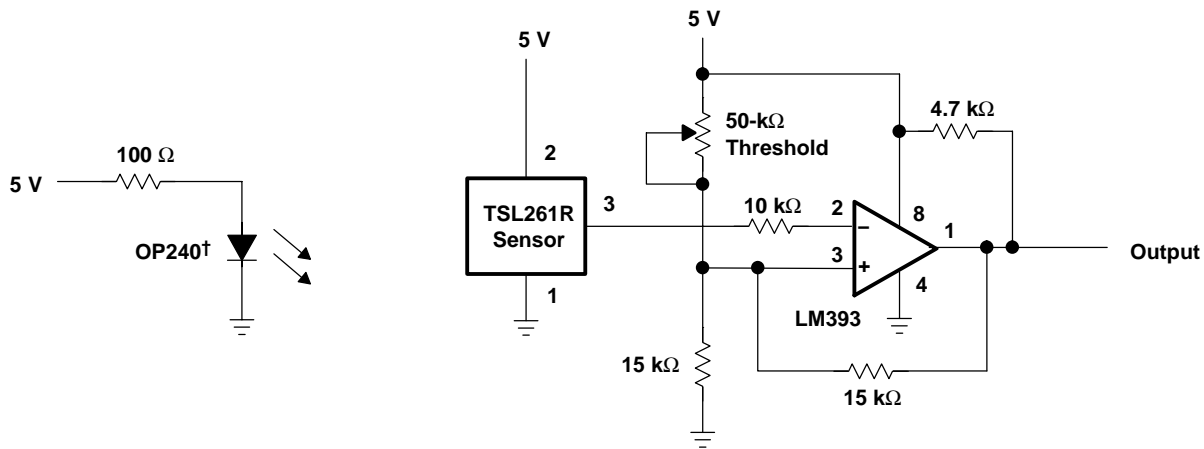 5 V
100 Ω
OP240†
5 V
2
TSL261R
Sensor
3
1
5 V
50-kΩ
Threshold
4.7 kΩ
10 kΩ
2
8
1
3
4
−
+
LM393
Output
15 kΩ
15 kΩ